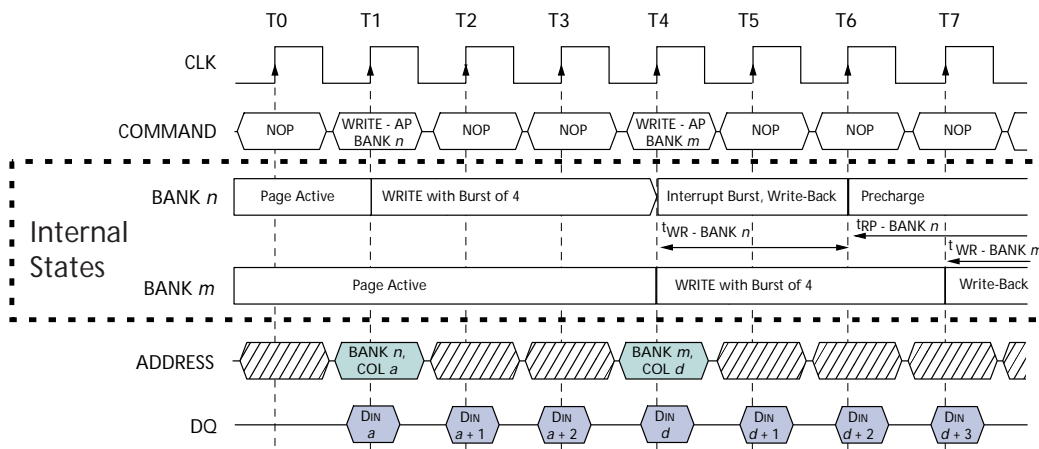 T0 T1 T2 T3 T4 T5 T6 T7
CLK
COMMAND NOP WRITE - AP BANK n NOP NOP WRITE - AP BANK m NOP NOP NOP
BANK n Page Active WRITE with Burst of 4 Interrupt Burst, Write-Back Precharge
Internal States
tWR - BANK n tRP - BANK n
tWR - BANK m
BANK m Page Active WRITE with Burst of 4 Write-Back
ADDRESS BANK n, COL a BANK m, COL d
DQ DIN a DIN a + 1 DIN a + 2 DIN d DIN d + 1 DIN d + 2 DIN d + 3